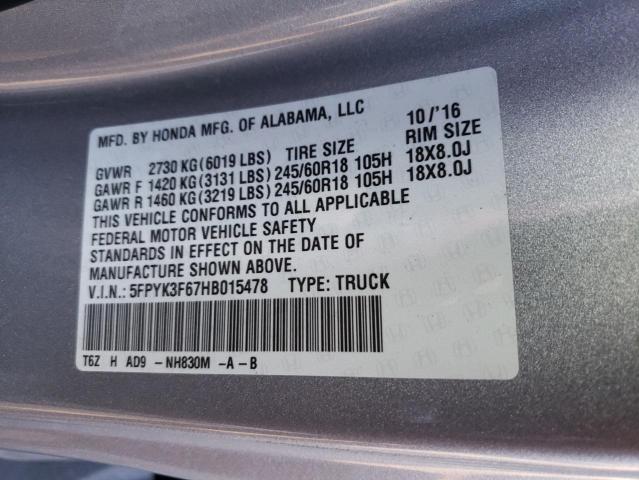 MFD. BY HONDA MFG. OF ALABAMA, LLC 10/'16
GVWR 2730 KG(6019 LBS) TIRE SIZE RIM SIZE
GAWR F 1420 KG(3131 LBS) 245/60R18 105H 18X8.0J
GAWR R 1460 KG(3219 LBS) 245/60R18 105H 18X8.0J
THIS VEHICLE CONFORMS TO ALL APPLICABLE
FEDERAL MOTOR VEHICLE SAFETY
STANDARDS IN EFFECT ON THE DATE OF
MANUFACTURE SHOWN ABOVE.
V.I.N.: 5FPYK3F67HB015478 TYPE: TRUCK
T6Z H AD9 -NH830M -A-B